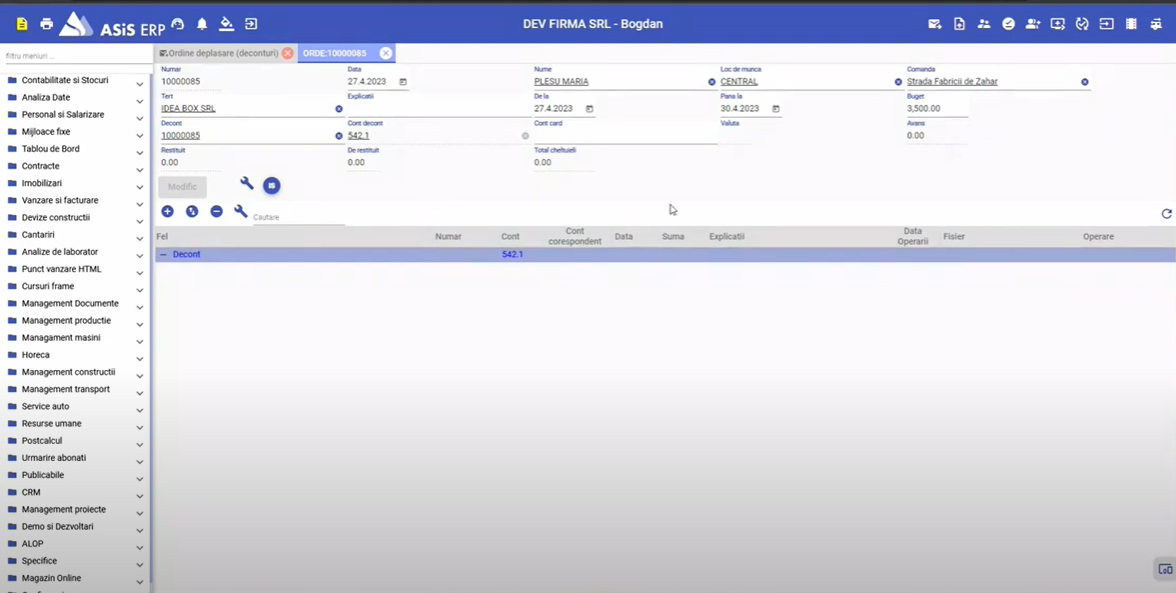 ASiS ERP
DEV FIRMA SRL - Bogdan
filtru meniuri ...
Ordine deplasare (deconturi)
ORDE:10000085
Contabilitate si Stocuri
Analiza Date
Personal si Salarizare
Mijloace fixe
Tablou de Bord
Contracte
Imobilizari
Vanzare si facturare
Devize constructii
Cantariri
Analize de laborator
Punct vanzare HTML
Cursuri frame
Management Documente
Management productie
Managament masini
Horeca
Management constructii
Management transport
Service auto
Resurse umane
Postcalcul
Urmarire abonati
Publicabile
CRM
Management proiecte
Demo si Dezvoltari
ALOP
Specifice
Magazin Online
Numar
Data
Nume
Loc de munca
Comanda
10000085
27.4.2023
PLESU MARIA
CENTRAL
Strada Fabricii de Zahar
Tert
Explicatii
De la
Pana la
Buget
IDEA BOX SRL
27.4.2023
30.4.2023
3,500.00
Decont
Cont decont
Cont card
Valuta
Avans
10000085
542.1
0.00
Restituit
De restituit
Total cheltuieli
0.00
0.00
0.00
Modific
Cautare
Fel
Numar
Cont
Cont corespondent
Data
Suma
Explicatii
Data Operarii
Fisier
Operare
Decont
542.1